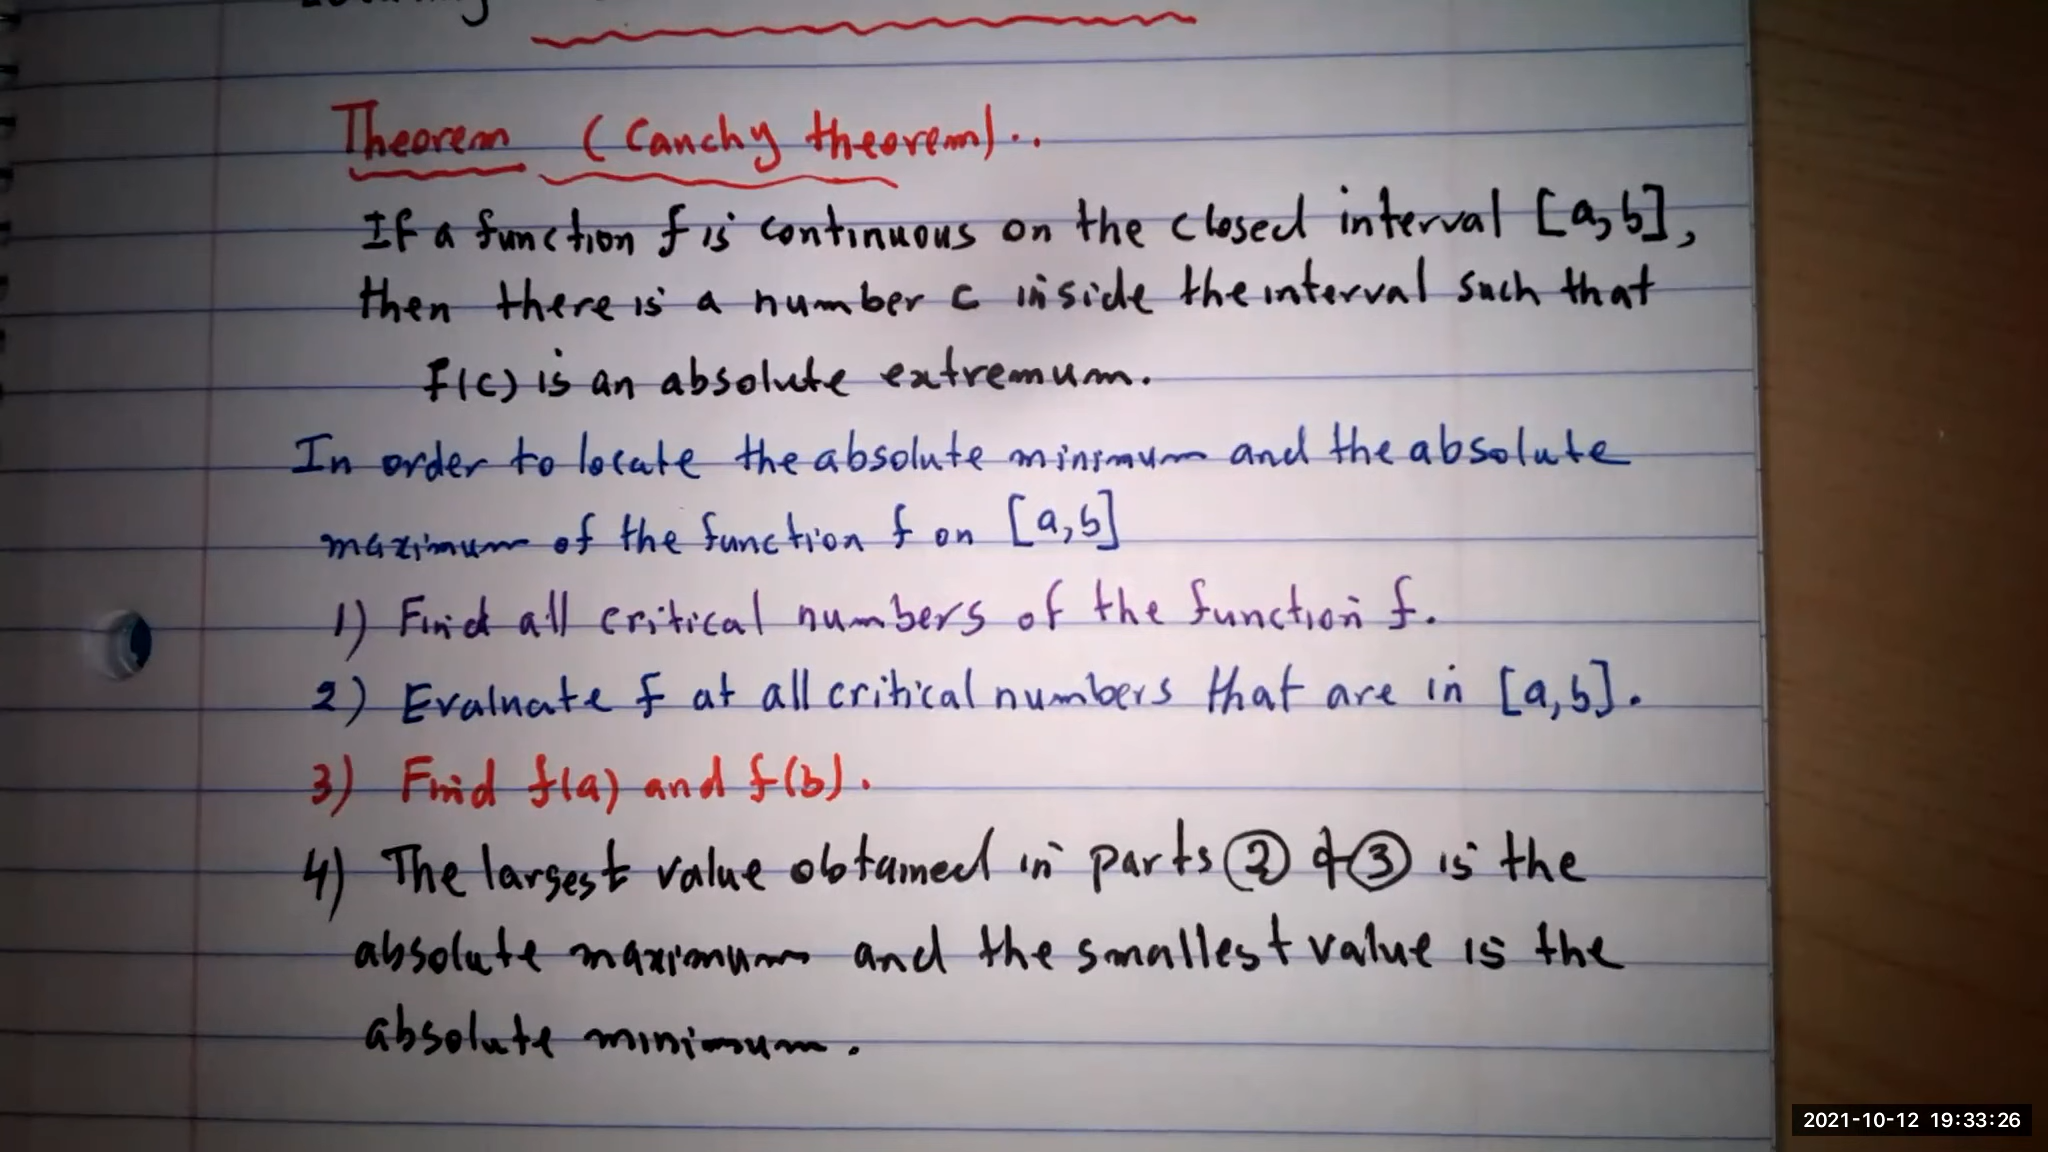 Theorem (Cauchy theorem)..
If a function f is continuous on the closed interval [a,b],
then there is a number c inside the interval such that
f(c) is an absolute extremum.
In order to locate the absolute minimum and the absolute
maximum of the function f on [a,b]
1) Find all critical numbers of the function f.
2) Evaluate f at all critical numbers that are in [a,b].
3) Find f(a) and f(b).
4) The largest value obtained in parts ② & ③ is the
absolute maximum and the smallest value is the
absolute minimum.
2021-10-12 19:33:26